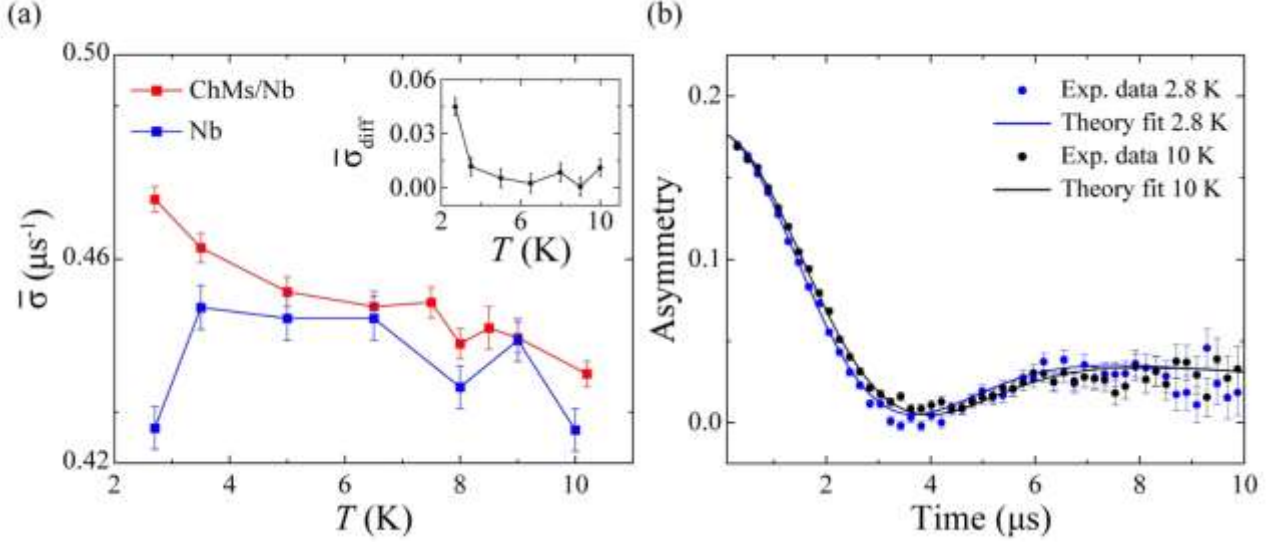 (a)
0.50
0.46
0.42
σ̅ (μs⁻¹)
ChMs/Nb
Nb
0.06
0.03
0.00
σ̅diff
2
6
10
T (K)
2
4
6
8
10
T (K)
(b)
0.2
0.1
0.0
Asymmetry
Exp. data 2.8 K
Theory fit 2.8 K
Exp. data 10 K
Theory fit 10 K
2
4
6
8
10
Time (μs)